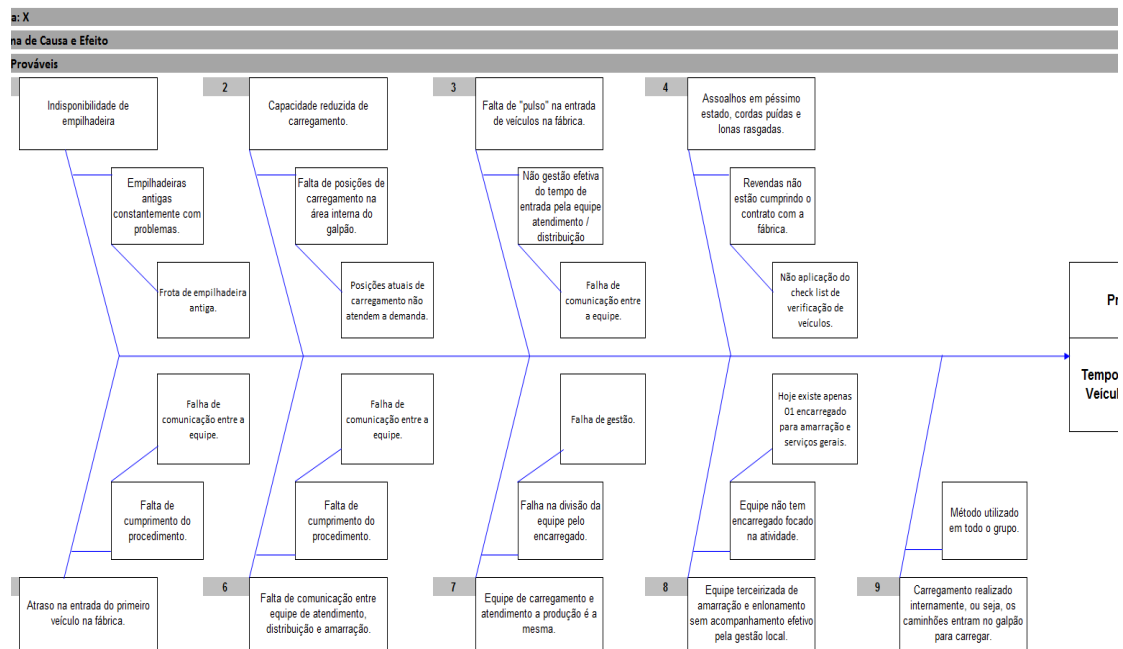 a: X
na de Causa e Efeito
Prováveis
Indisponibilidade de
empilhadeira
2
Capacidade reduzida de
carregamento.
3
Falta de "pulso" na entrada
de veículos na fábrica.
4
Assoalhos em péssimo
estado, cordas puídas e
lonas rasgadas.
Empilhadeiras
antigas
constantemente com
problemas.
Falta de posições de
carregamento na
área interna do
galpão.
Não gestão efetiva
do tempo de
entrada pela equipe
atendimento /
distribuição
Revendas não
estão cumprindo o
contrato com a
fábrica.
Frota de empilhadeira
antiga.
Posições atuais de
carregamento não
atendem a demanda.
Falha de
comunicação entre
a equipe.
Não aplicação do
check list de
verificação de
veículos.
Pr
Tempo
Veícul
Falha de
comunicação entre a
equipe.
Falha de
comunicação entre a
equipe.
Falha de gestão.
Hoje existe apenas
01 encarregado
para amarração e
serviços gerais.
Falta de
cumprimento do
procedimento.
Falta de
cumprimento do
procedimento.
Falha na divisão da
equipe pelo
encarregado.
Equipe não tem
encarregado focado
na atividade.
Método utilizado
em todo o grupo.
Atraso na entrada do primeiro
veículo na fábrica.
6
Falta de comunicação entre
equipe de atendimento,
distribuição e amarração.
7
Equipe de carregamento e
atendimento a produção é a
mesma.
8
Equipe terceirizada de
amarração e enlonamento
sem acompanhamento efetivo
pela gestão local.
9
Carregamento realizado
internamente, ou seja, os
caminhões entram no galpão
para carregar.